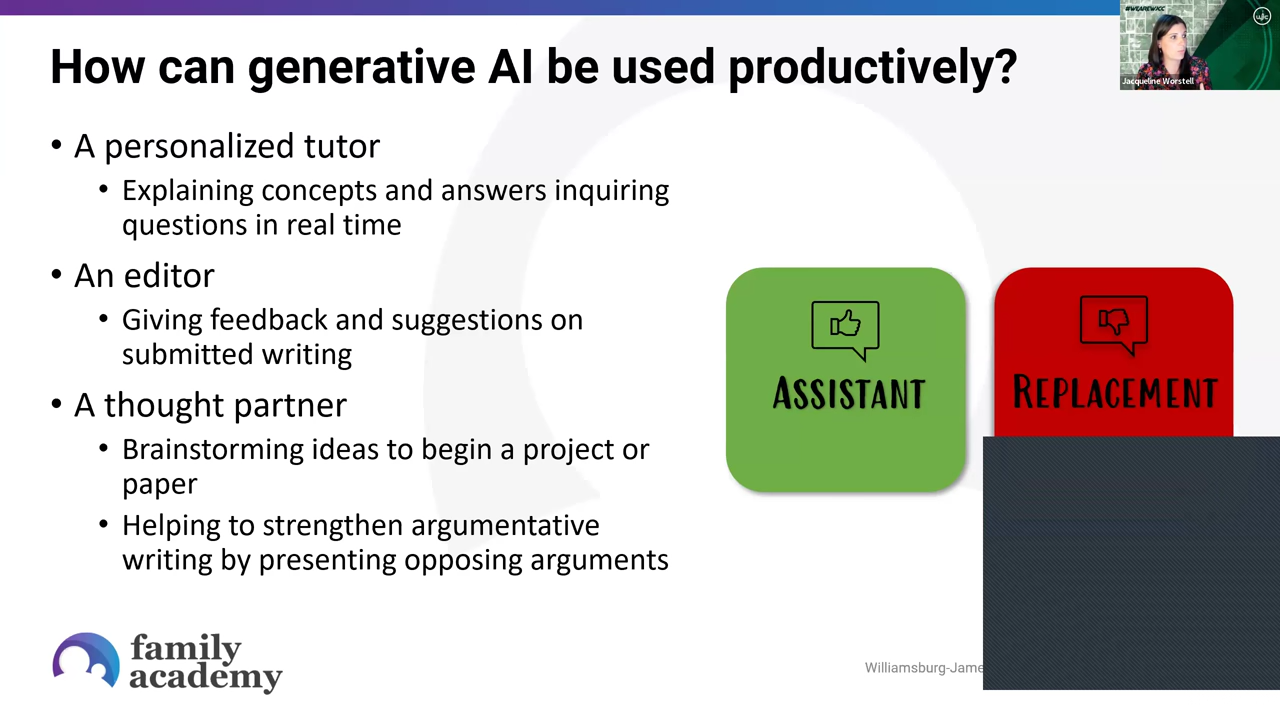 How can generative AI be used productively?
#WEAREWJCC
wjc
Jacqueline Worstell
• A personalized tutor
• Explaining concepts and answers inquiring
questions in real time
• An editor
• Giving feedback and suggestions on
submitted writing
• A thought partner
• Brainstorming ideas to begin a project or
paper
• Helping to strengthen argumentative
writing by presenting opposing arguments
ASSISTANT
REPLACEMENT
family
academy